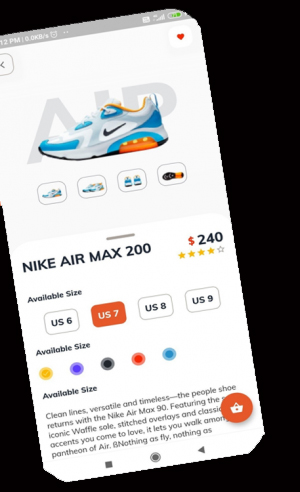 12 PM | 0.0KB/s
AIR
NIKE AIR MAX 200
$ 240
Available Size
US 6
US 7
US 8
US 9
Available Size
Available Size
Clean lines, versatile and timeless—the people shoe
returns with the Nike Air Max 90. Featuring the
iconic Waffle sole, stitched overlays and classic
accents you come to love, it lets you walk among
pantheon of Air. ßNothing as fly, nothing as